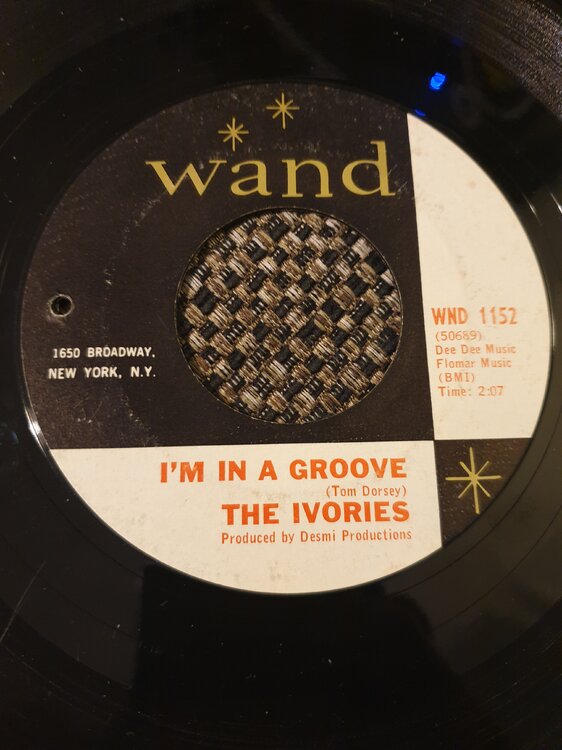 wand
WND 1152
(50689)
Dee Dee Music
Flomar Music
(BMI)
Time: 2:07
1650 BROADWAY,
NEW YORK, N.Y.
I'M IN A GROOVE
(Tom Dorsey)
THE IVORIES
Produced by Desmi Productions